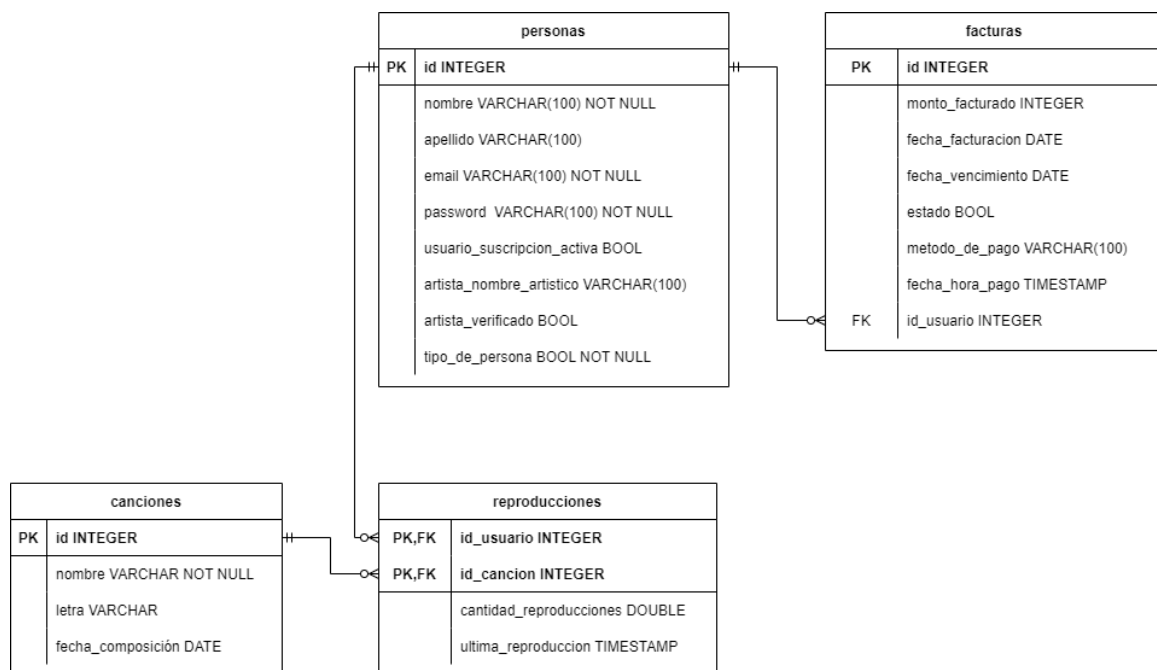 personas
PK id INTEGER
nombre VARCHAR(100) NOT NULL
apellido VARCHAR(100)
email VARCHAR(100) NOT NULL
password  VARCHAR(100) NOT NULL
usuario_suscripcion_activa BOOL
artista_nombre_artistico VARCHAR(100)
artista_verificado BOOL
tipo_de_persona BOOL NOT NULL
facturas
PK id INTEGER
monto_facturado INTEGER
fecha_facturacion DATE
fecha_vencimiento DATE
estado BOOL
metodo_de_pago VARCHAR(100)
fecha_hora_pago TIMESTAMP
FK id_usuario INTEGER
canciones
PK id INTEGER
nombre VARCHAR NOT NULL
letra VARCHAR
fecha_composición DATE
reproducciones
PK,FK id_usuario INTEGER
PK,FK id_cancion INTEGER
cantidad_reproducciones DOUBLE
ultima_reproduccion TIMESTAMP